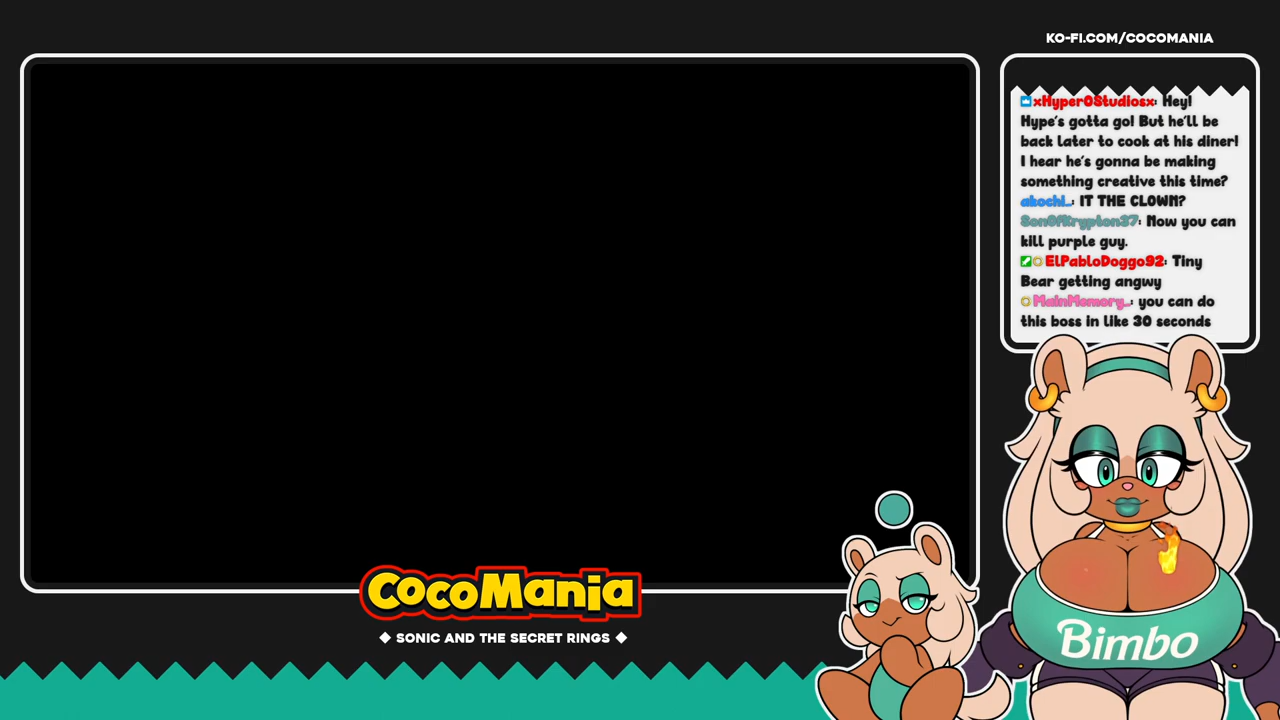 KO-FI.COM/COCOMANIA
xHyper0Studiosx: Hey!
Hype's gotta go! But he'll be
back later to cook at his diner!
I hear he's gonna be making
something creative this time?
akochi_: IT THE CLOWN?
SonOfKrypton37: Now you can
kill purple guy.
ElPabloDoggo92: Tiny
Bear getting angwy
MainMemory_: you can do
this boss in like 30 seconds
CocoMania
◆ SONIC AND THE SECRET RINGS ◆
Bimbo